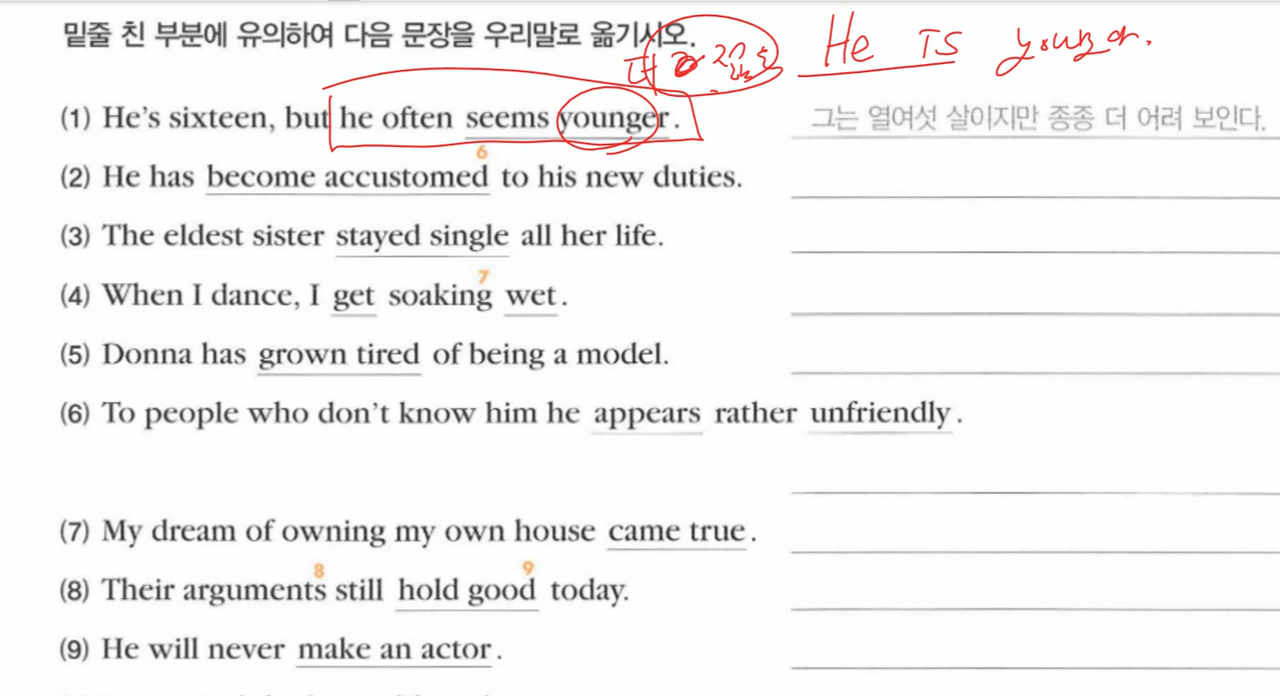 밑줄 친 부분에 유의하여 다음 문장을 우리말로 옮기시오.
He is younger.
(1) He's sixteen, but he often seems younger. 그는 열여섯 살이지만 종종 더 어려 보인다.
6
(2) He has become accustomed to his new duties.
(3) The eldest sister stayed single all her life.
7
(4) When I dance, I get soaking wet.
(5) Donna has grown tired of being a model.
(6) To people who don't know him he appears rather unfriendly.
(7) My dream of owning my own house came true.
8 9
(8) Their arguments still hold good today.
(9) He will never make an actor.